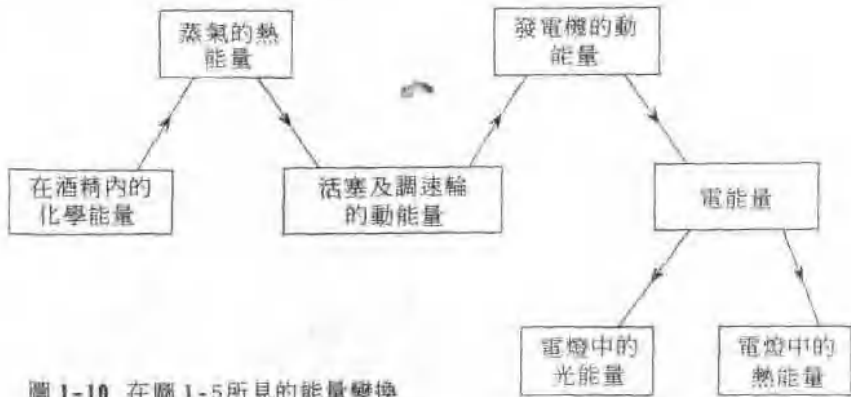 蒸氣的熱
能量
發電機的動
能量
在酒精內的
化學能量
活塞及調速輪
的動能量
電能量
電燈中的
光能量
電燈中的
熱能量
圖 1-10 在圖 1-5所見的能量變換